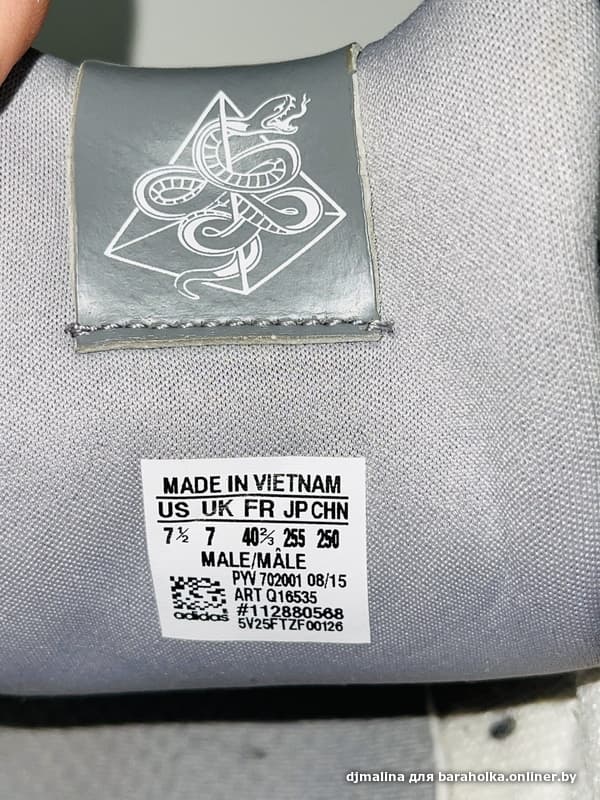 MADE IN VIETNAM
US UK FR JP CHN
7½ 7 40⅔ 255 250
MALE/MÂLE
PYV 702001 08/15
ART Q16535
#112880568
adidas
5V25FTZF00126
djmalina для baraholka.onliner.by